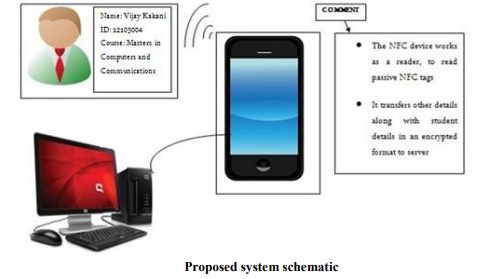 Name: Vijay Kakani
ID: 12103004
Course: Masters in
Computers and
Communications
COMMENT
• The NFC device works
as a reader, to read
passive NFC tags
• It transfers other details
along with student
details in an encrypted
format to server
Proposed system schematic